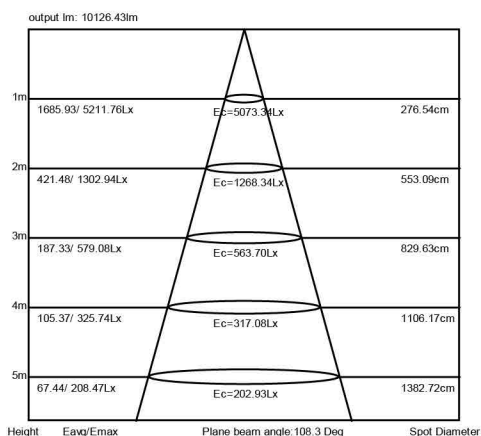 output lm: 10126.43lm
1m
1685.93/ 5211.76Lx Ec=5073.34Lx 276.54cm
2m
421.48/ 1302.94Lx Ec=1268.34Lx 553.09cm
3m
187.33/ 579.08Lx Ec=563.70Lx 829.63cm
4m
105.37/ 325.74Lx Ec=317.08Lx 1106.17cm
5m
67.44/ 208.47Lx Ec=202.93Lx 1382.72cm
Height Eavg/Emax Plane beam angle:108.3 Deg Spot Diameter